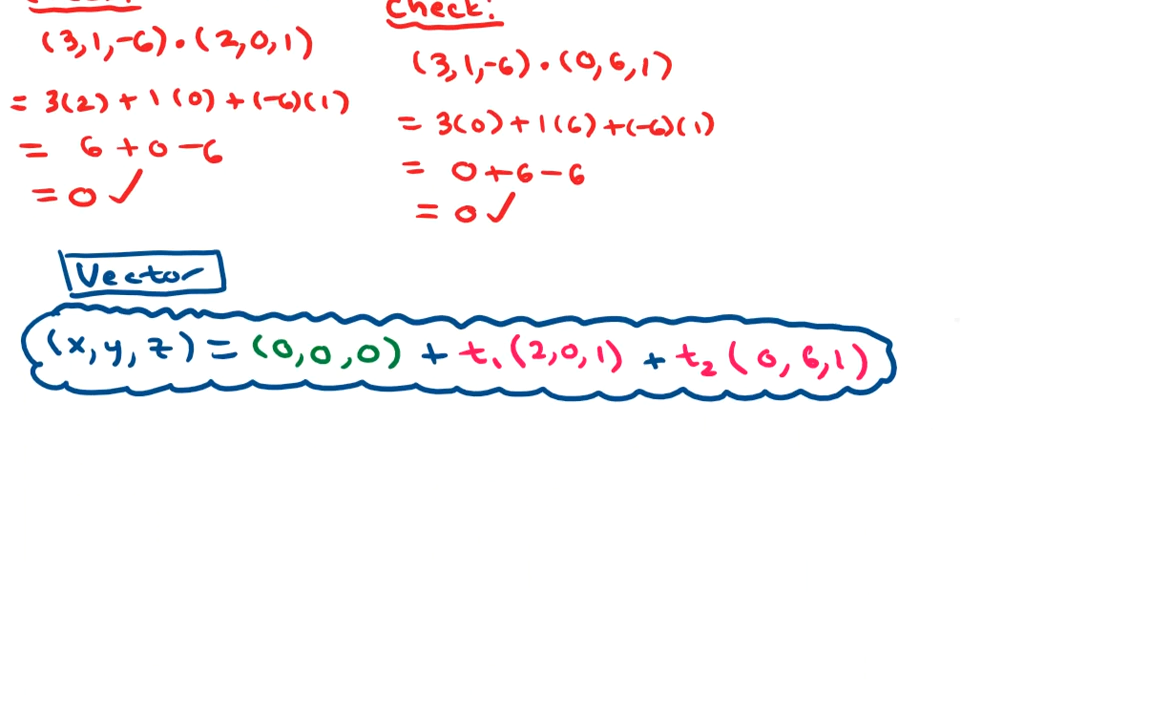 (3,1,-6)•(2,0,1)
= 3(2) + 1(0) + (-6)(1)
= 6 + 0 - 6
= 0 ✓
Check:
(3,1,-6)•(0,6,1)
= 3(0) + 1(6) + (-6)(1)
= 0 + 6 - 6
= 0 ✓
Vector
(x, y, z) = (0, 0, 0) + t₁(2,0,1) + t₂(0,6,1)